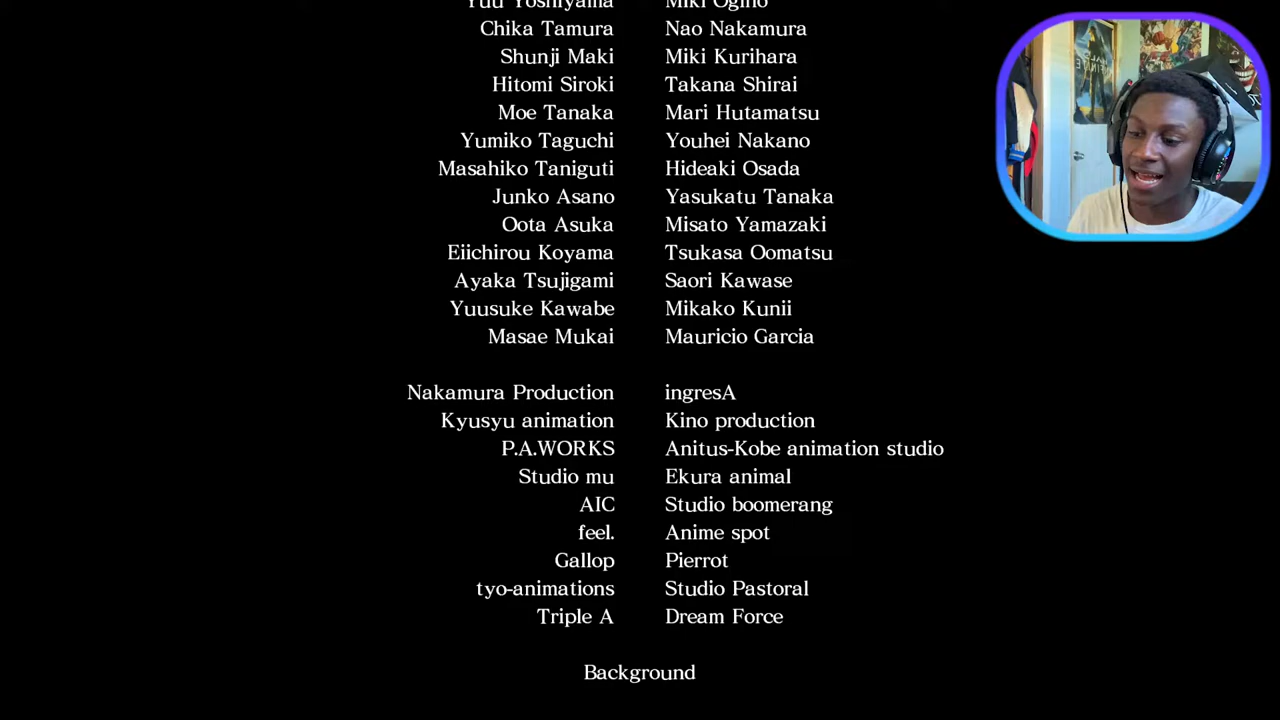 Yuu Yoshiyama Miki Ogino
Chika Tamura Nao Nakamura
Shunji Maki Miki Kurihara
Hitomi Siroki Takana Shirai
Moe Tanaka Mari Hutamatsu
Yumiko Taguchi Youhei Nakano
Masahiko Taniguti Hideaki Osada
Junko Asano Yasukatu Tanaka
Oota Asuka Misato Yamazaki
Eiichirou Koyama Tsukasa Oomatsu
Ayaka Tsujigami Saori Kawase
Yuusuke Kawabe Mikako Kunii
Masae Mukai Mauricio Garcia
Nakamura Production ingresA
Kyusyu animation Kino production
P.A.WORKS Anitus-Kobe animation studio
Studio mu Ekura animal
AIC Studio boomerang
feel. Anime spot
Gallop Pierrot
tyo-animations Studio Pastoral
Triple A Dream Force
Background